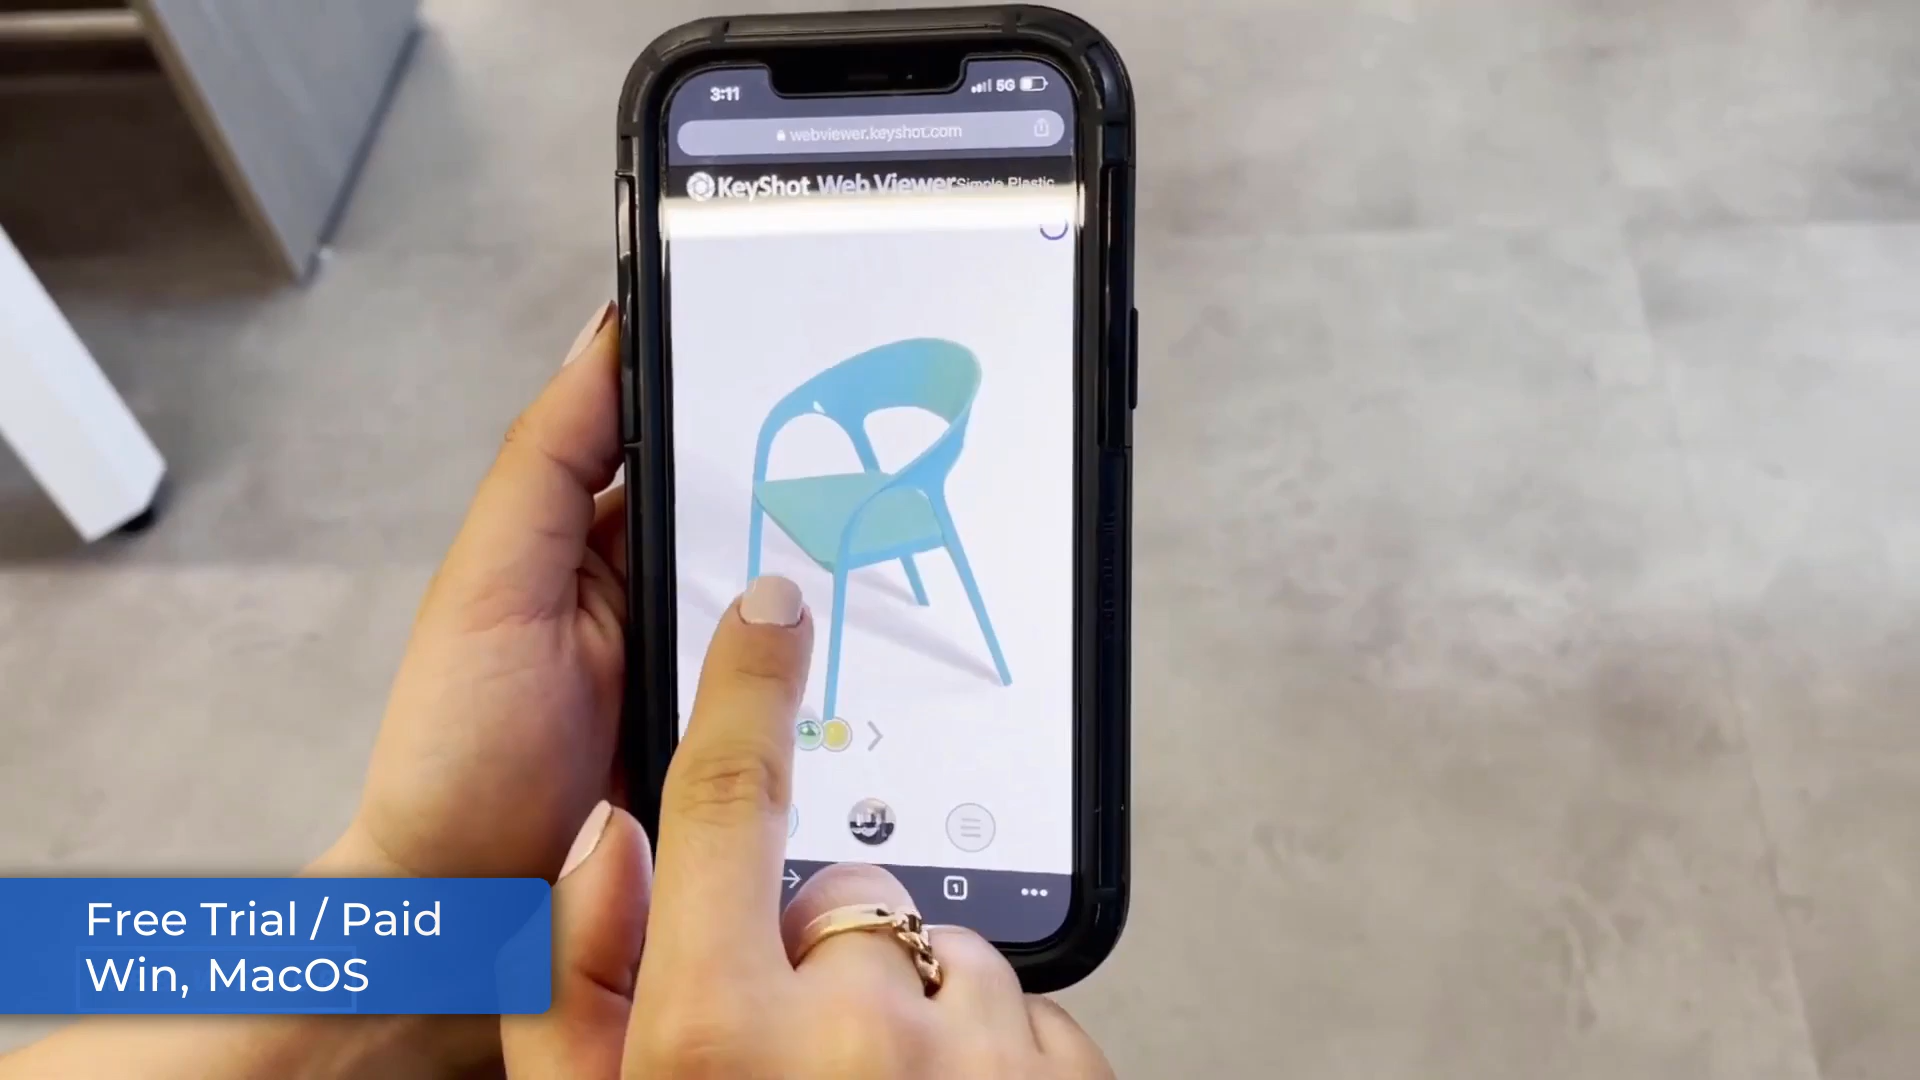 3:11
5G
webviewer.keyshot.com
KeyShot Web Viewer Simple Plastic
1
Free Trial / Paid
Win, MacOS